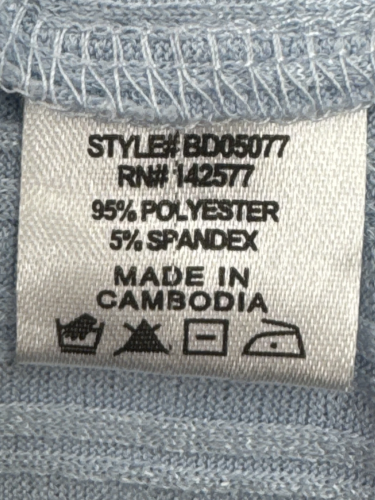 STYLE# BD05077
RN# 142577
95% POLYESTER
5% SPANDEX
MADE IN
CAMBODIA